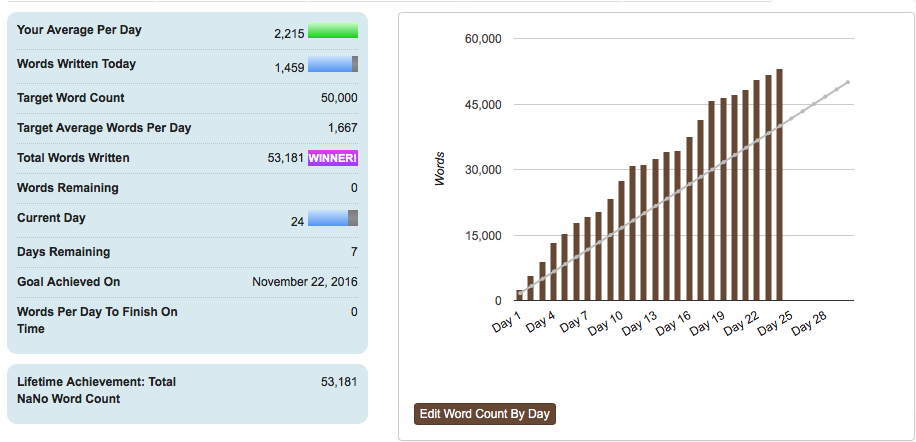 Your Average Per Day 2,215
Words Written Today 1,459
Target Word Count 50,000
Target Average Words Per Day 1,667
Total Words Written 53,181 WINNER!
Words Remaining 0
Current Day 24
Days Remaining 7
Goal Achieved On November 22, 2016
Words Per Day To Finish On 0
Time
Lifetime Achievement: Total 53,181
NaNo Word Count
60,000
45,000
30,000
15,000
0
Words
Day 1 Day 4 Day 7 Day 10 Day 13 Day 16 Day 19 Day 22 Day 25 Day 28
Edit Word Count By Day